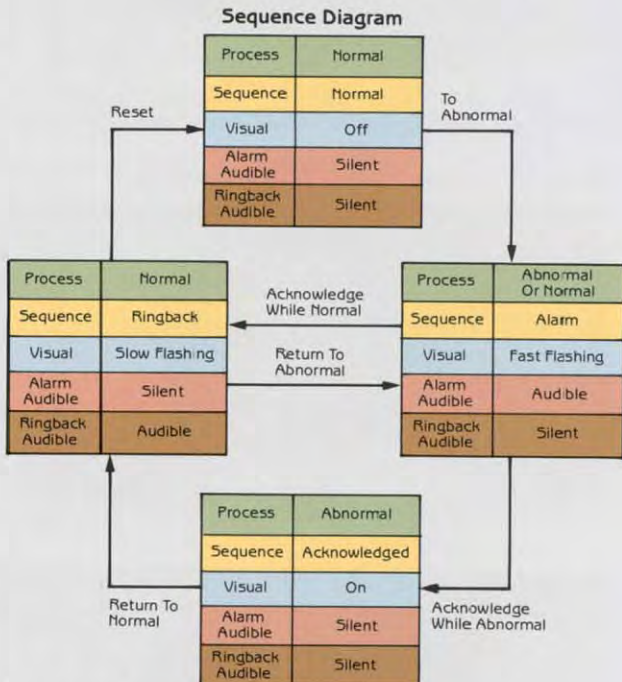 Sequence Diagram
Process Normal
Sequence Normal
Visual Off
Alarm
Audible Silent
Ringback
Audible Silent
Reset
To
Abnormal
Process Normal
Sequence Ringback
Visual Slow Flashing
Alarm
Audible Silent
Ringback
Audible Audible
Acknowledge
While Normal
Return To
Abnormal
Process Abnormal
Or Normal
Sequence Alarm
Visual Fast Flashing
Alarm
Audible Audible
Ringback
Audible Silent
Process Abnormal
Sequence Acknowledged
Visual On
Alarm
Audible Silent
Ringback
Audible Silent
Return To
Normal
Acknowledge
While Abnormal